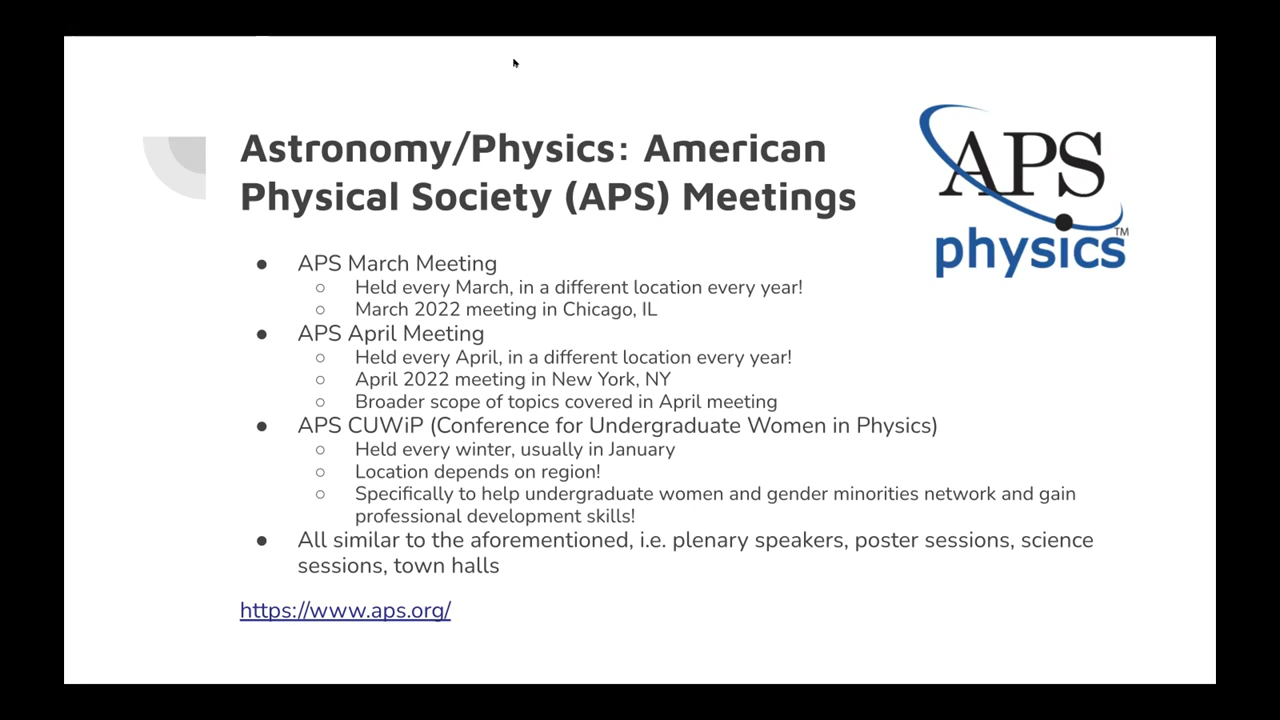 Astronomy/Physics: American
Physical Society (APS) Meetings
APS
physics™
● APS March Meeting
○ Held every March, in a different location every year!
○ March 2022 meeting in Chicago, IL
● APS April Meeting
○ Held every April, in a different location every year!
○ April 2022 meeting in New York, NY
○ Broader scope of topics covered in April meeting
● APS CUWiP (Conference for Undergraduate Women in Physics)
○ Held every winter, usually in January
○ Location depends on region!
○ Specifically to help undergraduate women and gender minorities network and gain
professional development skills!
● All similar to the aforementioned, i.e. plenary speakers, poster sessions, science
sessions, town halls
https://www.aps.org/